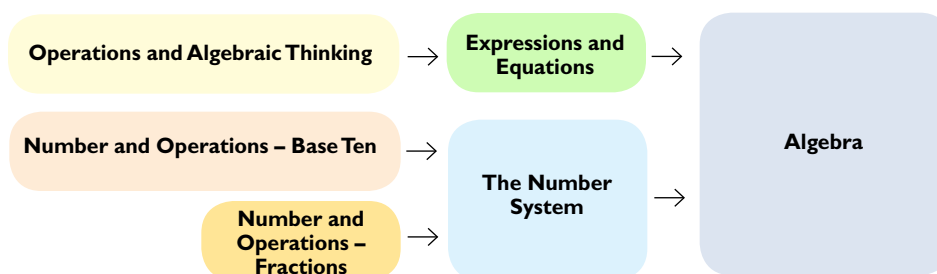 Operations and Algebraic Thinking
Expressions and
Equations
Number and Operations – Base Ten
The Number
System
Number and
Operations –
Fractions
Algebra